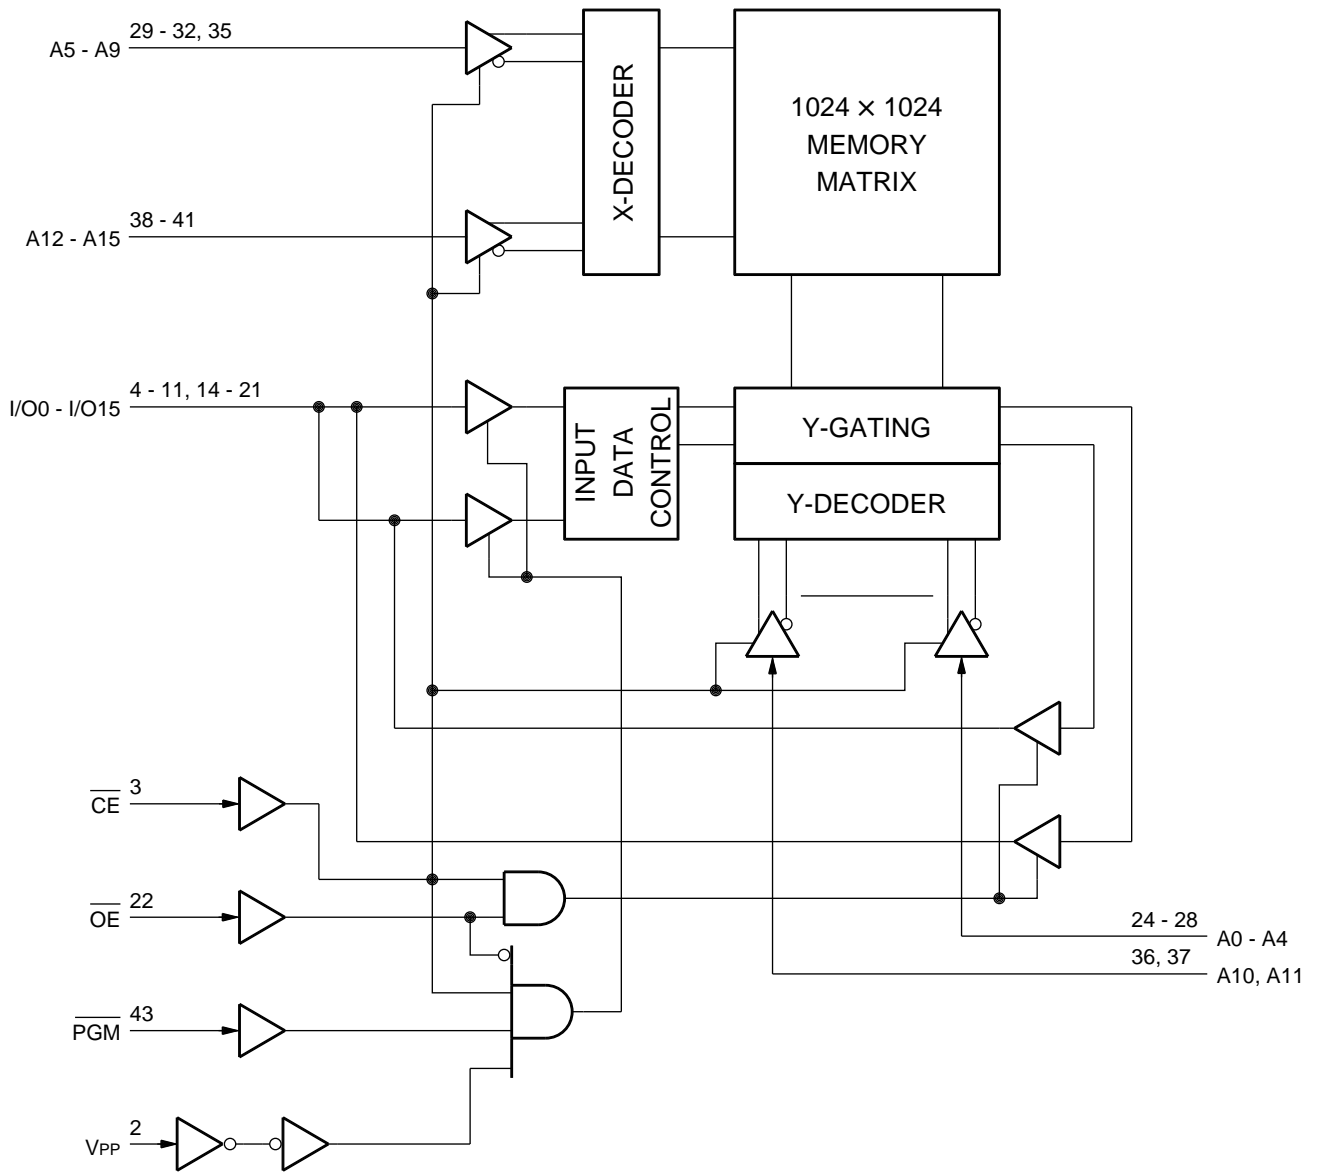 29 - 32, 35
A5 - A9
X-DECODER
1024 × 1024
MEMORY
MATRIX
38 - 41
A12 - A15
4 - 11, 14 - 21
I/O0 - I/O15
INPUT
DATA
CONTROL
Y-GATING
Y-DECODER
3
CE
22
OE
24 - 28
A0 - A4
36, 37
A10, A11
43
PGM
2
VPP